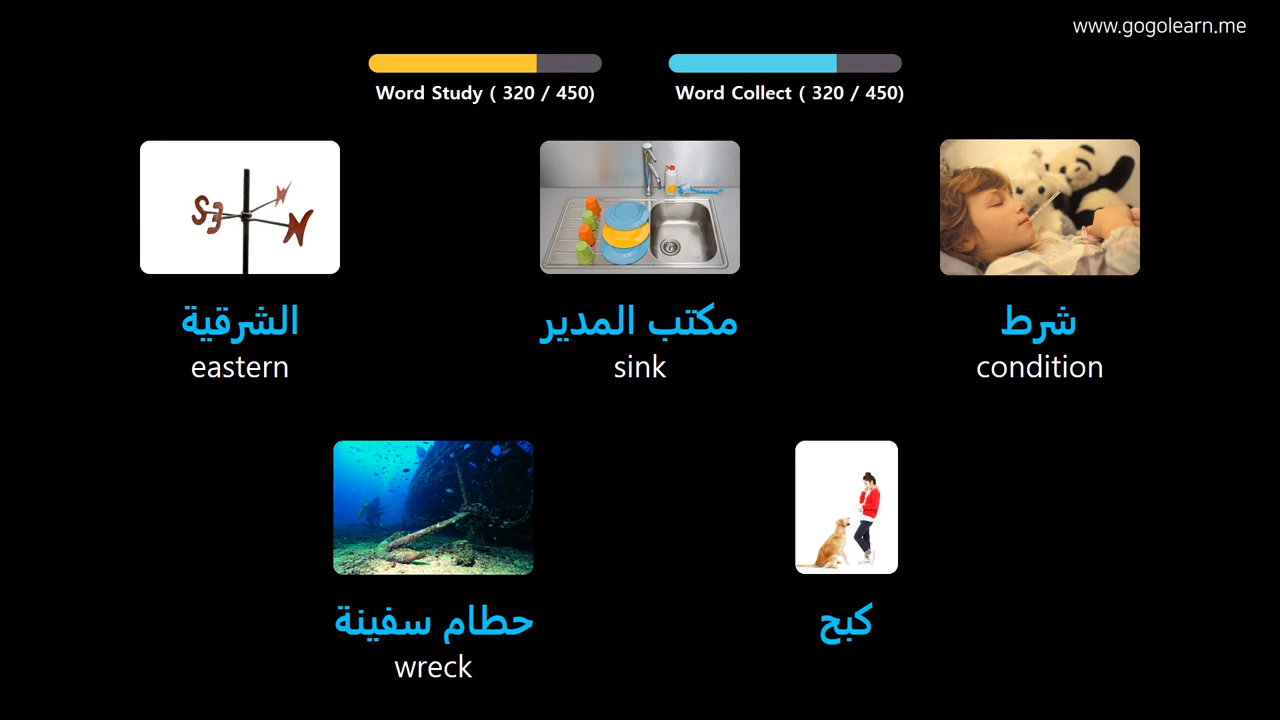 www.gogolearn.me
Word Study ( 320 / 450)
Word Collect ( 320 / 450)
الشرقية
eastern
مكتب المدير
sink
شرط
condition
حطام سفينة
wreck
كبح